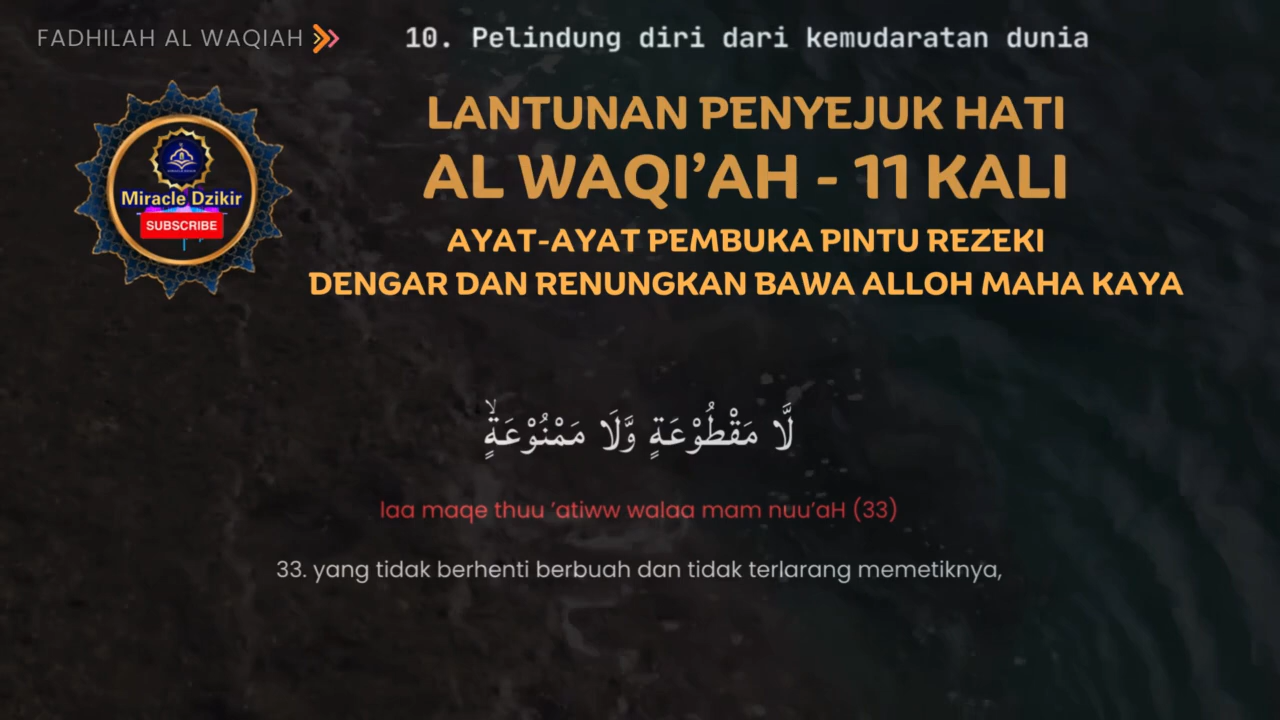 FADHILAH AL WAQIAH
10. Pelindung diri dari kemudaratan dunia
LANTUNAN PENYEJUK HATI
AL WAQI’AH - 11 KALI
AYAT-AYAT PEMBUKA PINTU REZEKI
DENGAR DAN RENUNGKAN BAWA ALLOH MAHA KAYA
Miracle Dzikir
SUBSCRIBE
لَّا مَقْطُوْعَةٍ وَّلَا مَمْنُوْعَةٍۙ
laa maqe thuu ’atiww walaa mam nuu’aH (33)
33. yang tidak berhenti berbuah dan tidak terlarang memetiknya,